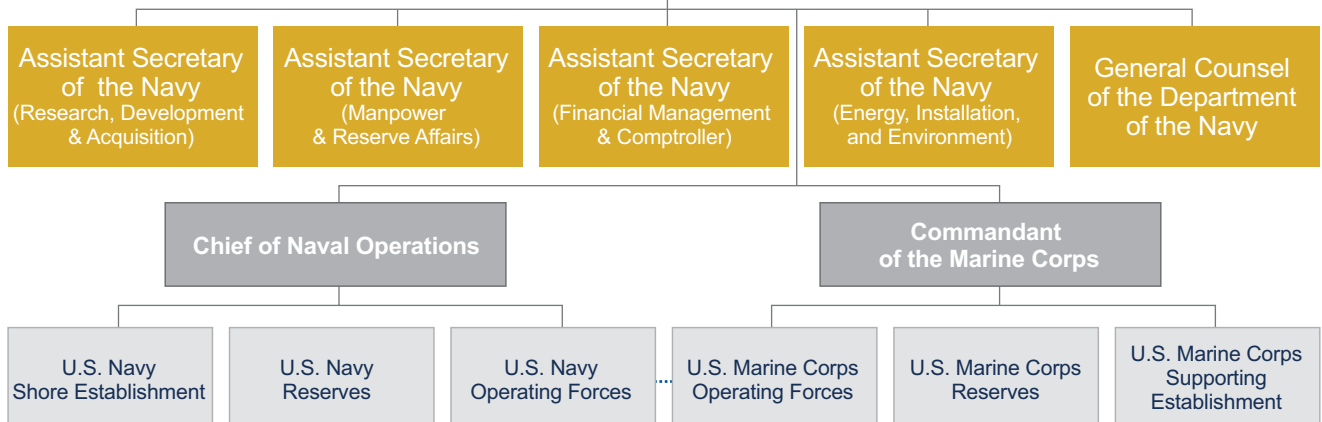 Assistant Secretary
of the Navy
(Research, Development
& Acquisition)
Assistant Secretary
of the Navy
(Manpower
& Reserve Affairs)
Assistant Secretary
of the Navy
(Financial Management
& Comptroller)
Assistant Secretary
of the Navy
(Energy, Installation,
and Environment)
General Counsel
of the Department
of the Navy
Chief of Naval Operations
Commandant
of the Marine Corps
U.S. Navy
Shore Establishment
U.S. Navy
Reserves
U.S. Navy
Operating Forces
U.S. Marine Corps
Operating Forces
U.S. Marine Corps
Reserves
U.S. Marine Corps
Supporting
Establishment